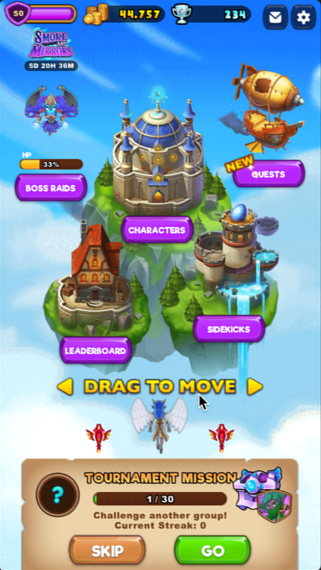 50
44,757
234
SMOKE
AND
MIRRORS
5D 20H 36M
HP
33%
BOSS RAIDS
NEW
QUESTS
CHARACTERS
SIDEKICKS
LEADERBOARD
DRAG TO MOVE
TOURNAMENT MISSION
?
1 / 30
Challenge another group!
Current Streak: 0
SKIP
GO